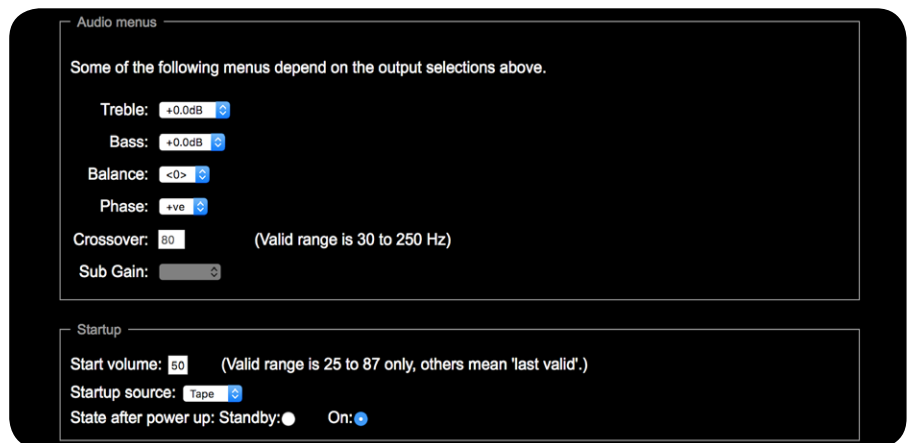 Audio menus
Some of the following menus depend on the output selections above.
Treble: +0.0dB
Bass: +0.0dB
Balance: <0>
Phase: +ve
Crossover: 80 (Valid range is 30 to 250 Hz)
Sub Gain:
Startup
Start volume: 50 (Valid range is 25 to 87 only, others mean 'last valid'.)
Startup source: Tape
State after power up: Standby: On: